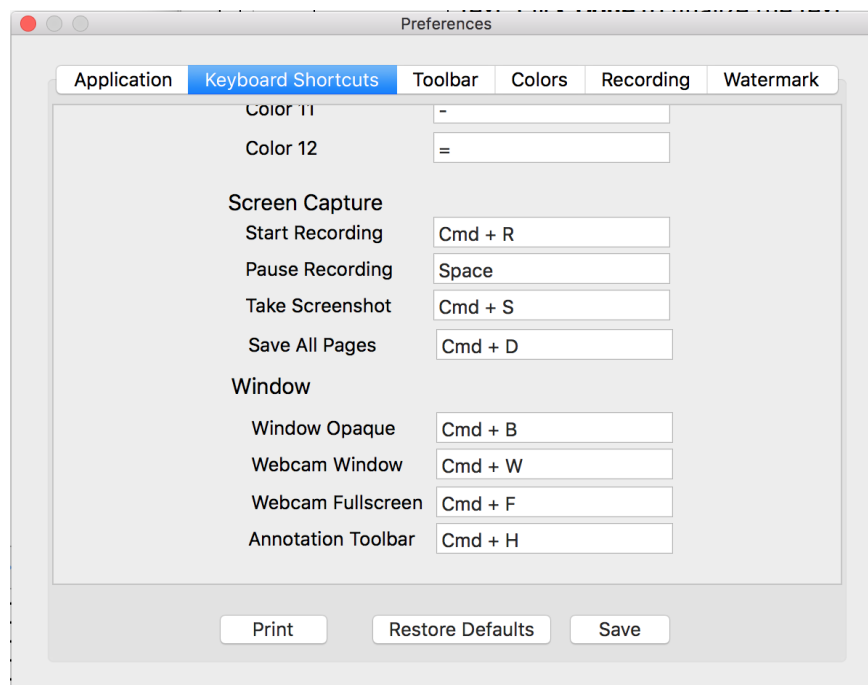 Preferences
Application Keyboard Shortcuts Toolbar Colors Recording Watermark
Color 11 -
Color 12 =
Screen Capture
Start Recording Cmd + R
Pause Recording Space
Take Screenshot Cmd + S
Save All Pages Cmd + D
Window
Window Opaque Cmd + B
Webcam Window Cmd + W
Webcam Fullscreen Cmd + F
Annotation Toolbar Cmd + H
Print Restore Defaults Save